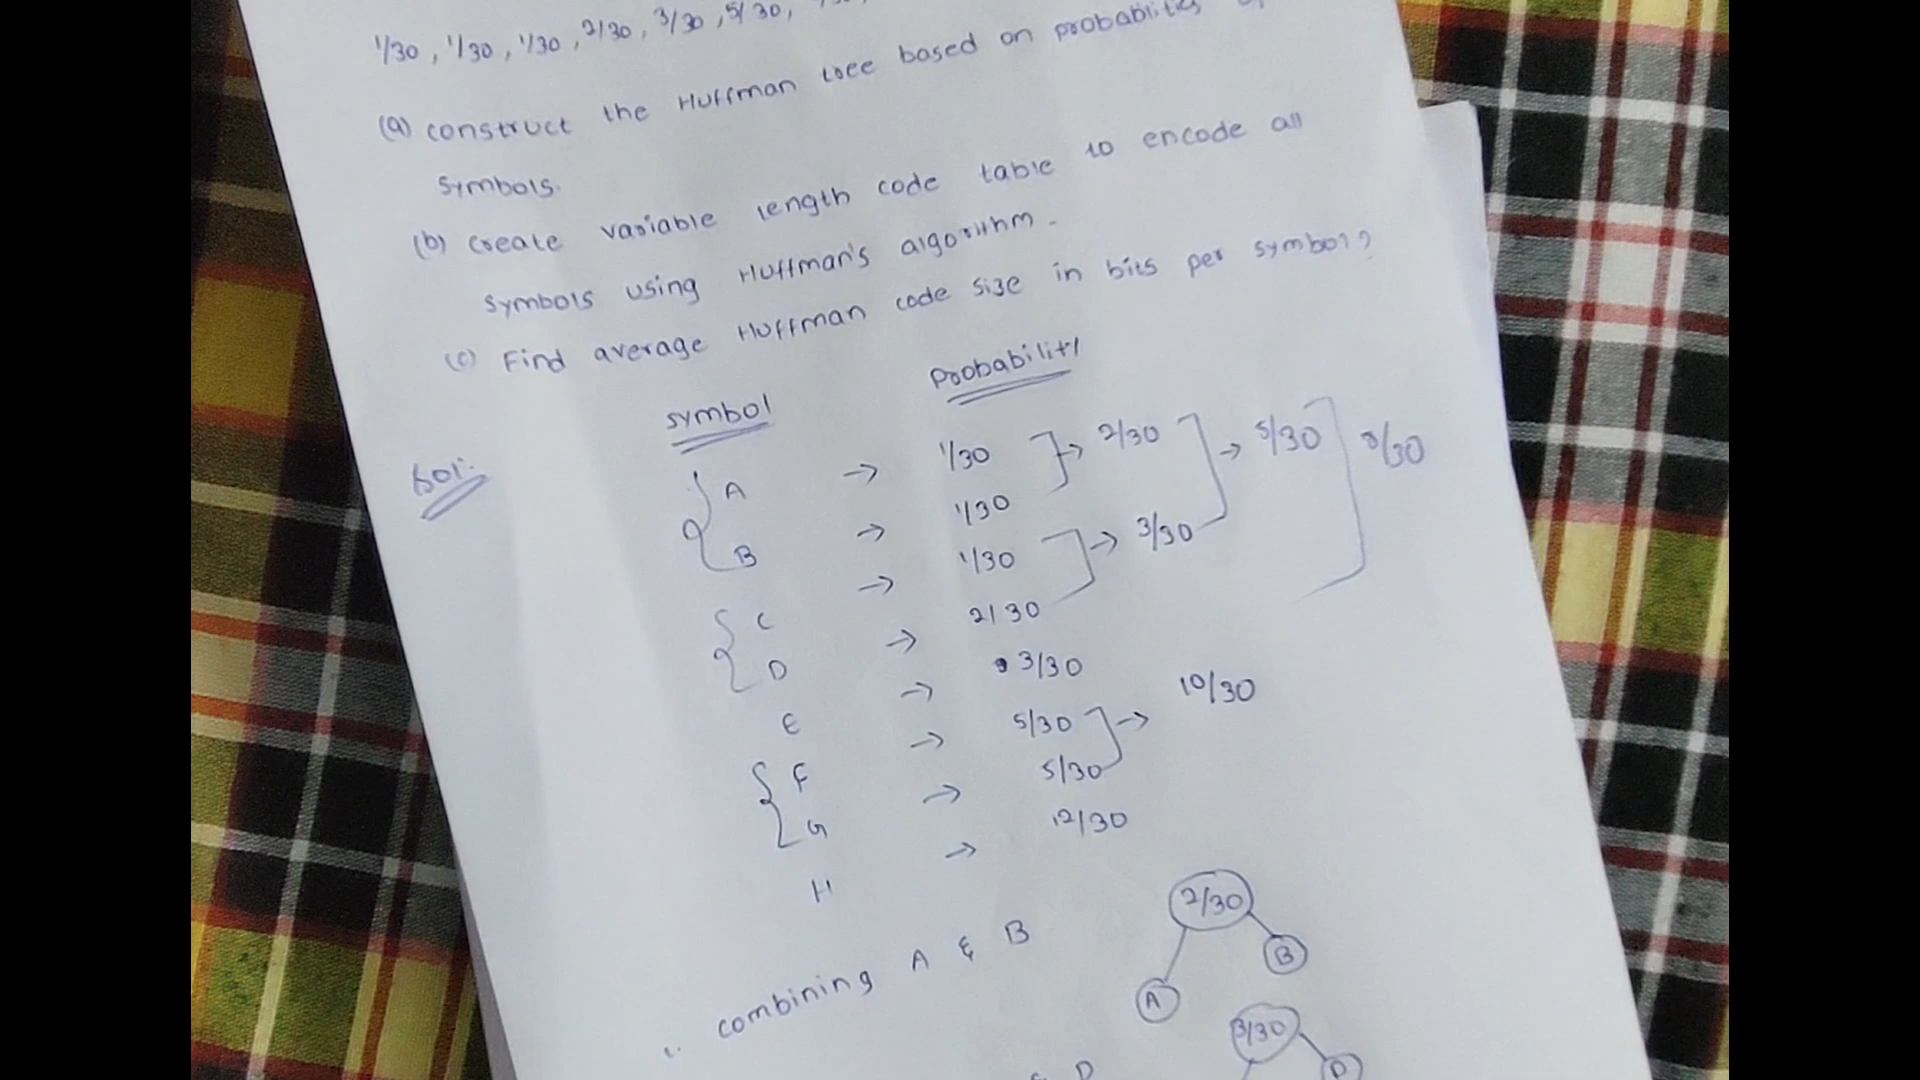 1/30, 1/30, 1/30, 2/30, 3/30, 5/30,
(a) construct the Huffman tree based on probabilities
symbols.
(b) create variable length code table to encode all
symbols using Huffman's algorithm.
(c) Find average Huffman code size in bits per symbol?
symbol probability
Sol:
A → 1/30 → 2/30 → 5/30 8/30
B → 1/30
C → 1/30 → 3/30
D → 2/30
E → 3/30
F → 5/30 → 10/30
G → 5/30
H → 12/30
combining A & B
2/30
A B
3/30
D
D